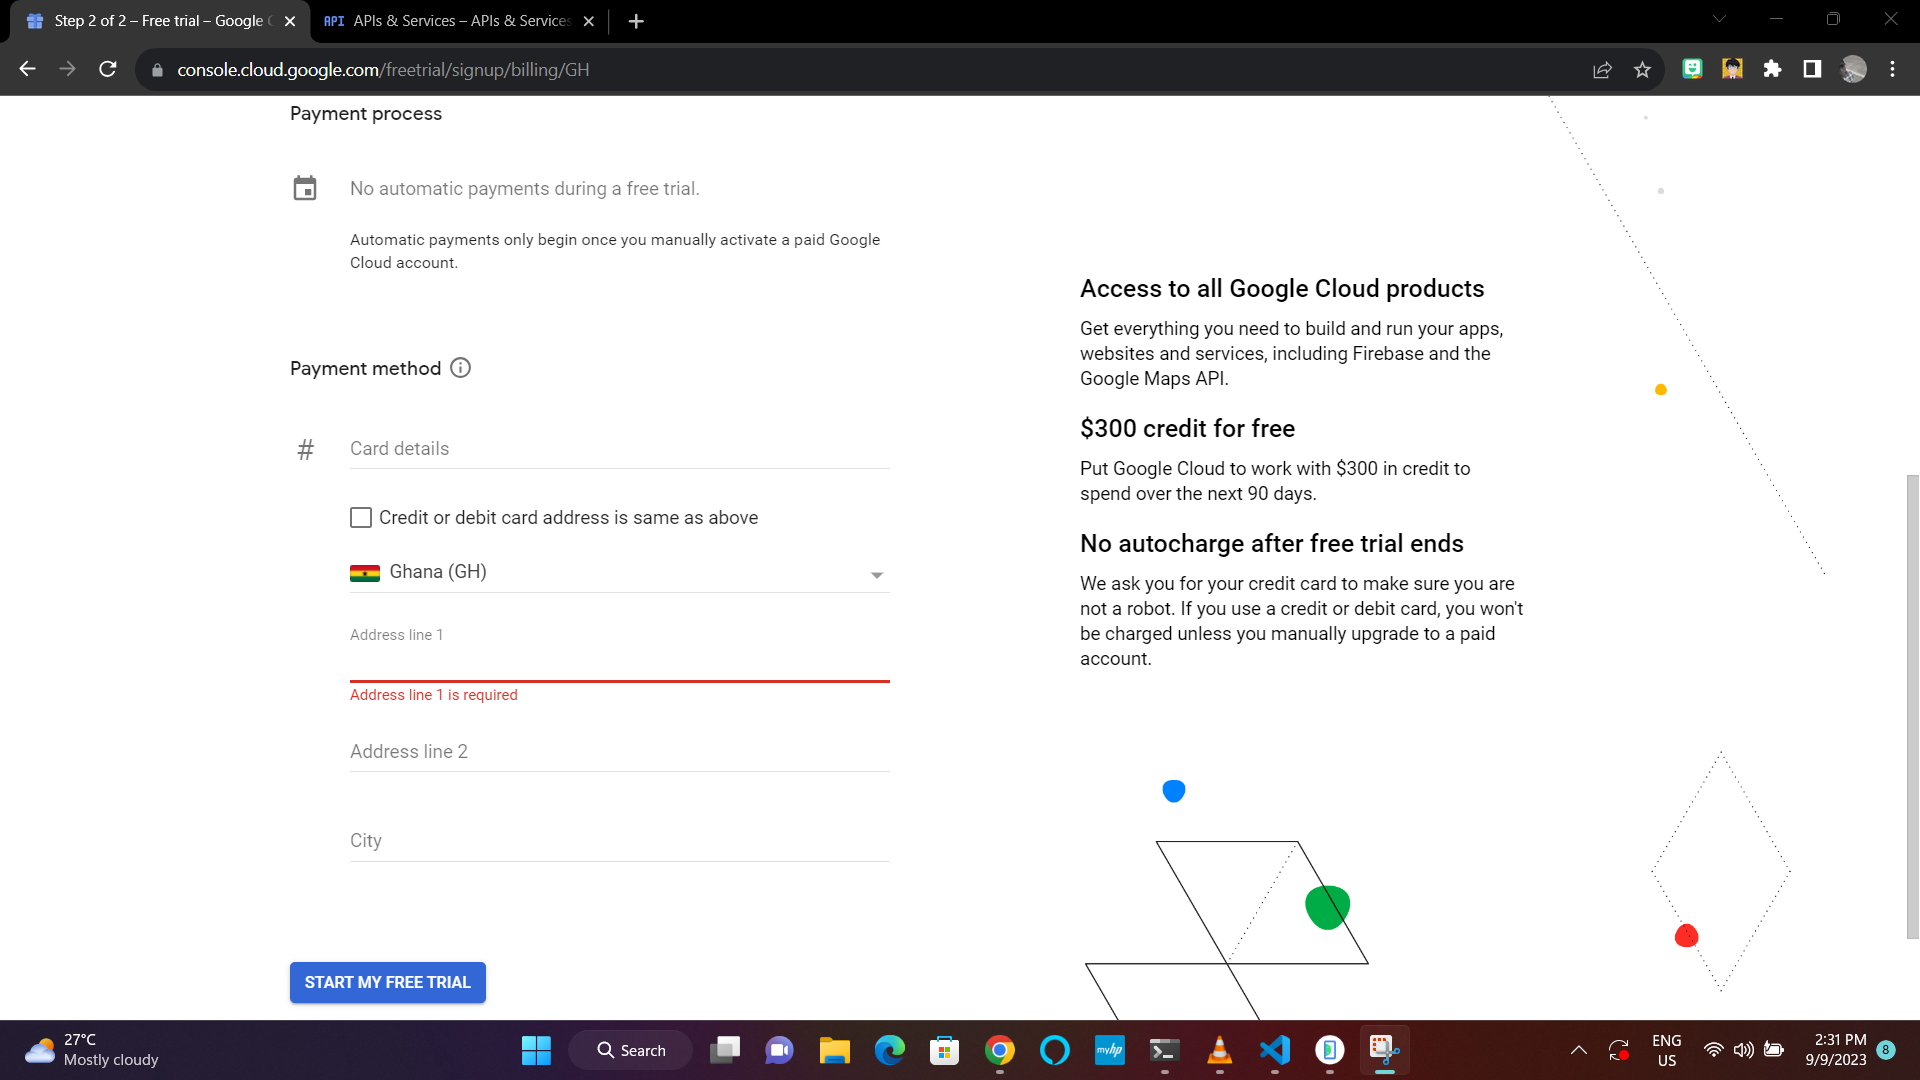 Step 2 of 2 – Free trial – Google C
API APIs & Services – APIs & Services
console.cloud.google.com/freetrial/signup/billing/GH
Payment process
No automatic payments during a free trial.
Automatic payments only begin once you manually activate a paid Google
Cloud account.
Payment method
# Card details
Credit or debit card address is same as above
Ghana (GH)
Address line 1
Address line 1 is required
Address line 2
City
START MY FREE TRIAL
Access to all Google Cloud products
Get everything you need to build and run your apps,
websites and services, including Firebase and the
Google Maps API.
$300 credit for free
Put Google Cloud to work with $300 in credit to
spend over the next 90 days.
No autocharge after free trial ends
We ask you for your credit card to make sure you are
not a robot. If you use a credit or debit card, you won't
be charged unless you manually upgrade to a paid
account.
27°C
Mostly cloudy
Search
myhp
ENG
US
2:31 PM
9/9/2023
8